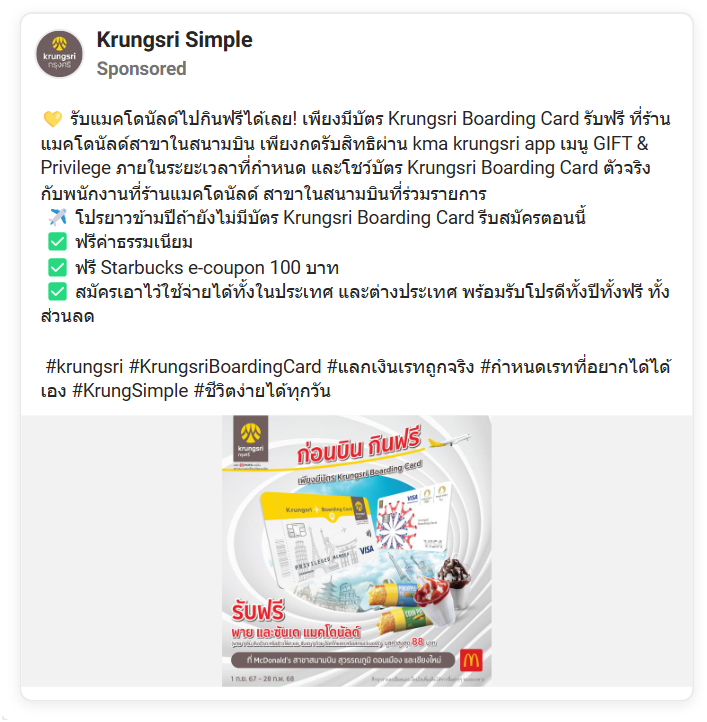 Krungsri Simple
Sponsored
💛 รับแมคโดนัลด์ไปกินฟรีได้เลย! เพียงมีบัตร Krungsri Boarding Card รับฟรี ที่ร้าน
แมคโดนัลด์สาขาในสนามบิน เพียงกดรับสิทธิผ่าน kma krungsri app เมนู GIFT &
Privilege ภายในระยะเวลาที่กำหนด และโชว์บัตร Krungsri Boarding Card ตัวจริง
กับพนักงานที่ร้านแมคโดนัลด์ สาขาในสนามบินที่ร่วมรายการ
✈️ โปรยาวข้ามปีถ้ายังไม่มีบัตร Krungsri Boarding Card รีบสมัครตอนนี้
✅ ฟรีค่าธรรมเนียม
✅ ฟรี Starbucks e-coupon 100 บาท
✅ สมัครเอาไว้ใช้จ่ายได้ทั้งในประเทศ และต่างประเทศ พร้อมรับโปรดีทั้งปีทั้งฟรี ทั้ง
ส่วนลด
#krungsri #KrungsriBoardingCard #แลกเงินเรทถูกจริง #กำหนดเรทที่อยากได้ได้
เอง #KrungSimple #ชีวิตง่ายได้ทุกวัน
krungsri
กรุงศรี
ก่อนบิน กินฟรี
เพียงมีบัตร Krungsri Boarding Card
Krungsri Boarding Card
VISA
PRIVILEGED MEMBER
VISA
รับฟรี
พาย และซันเด แมคโดนัลด์
88
ที่ McDonald's สาขาสนามบิน สุวรรณภูมิ ดอนเมือง และเชียงใหม่
1 ก.ย. 67 – 28 ก.พ. 68